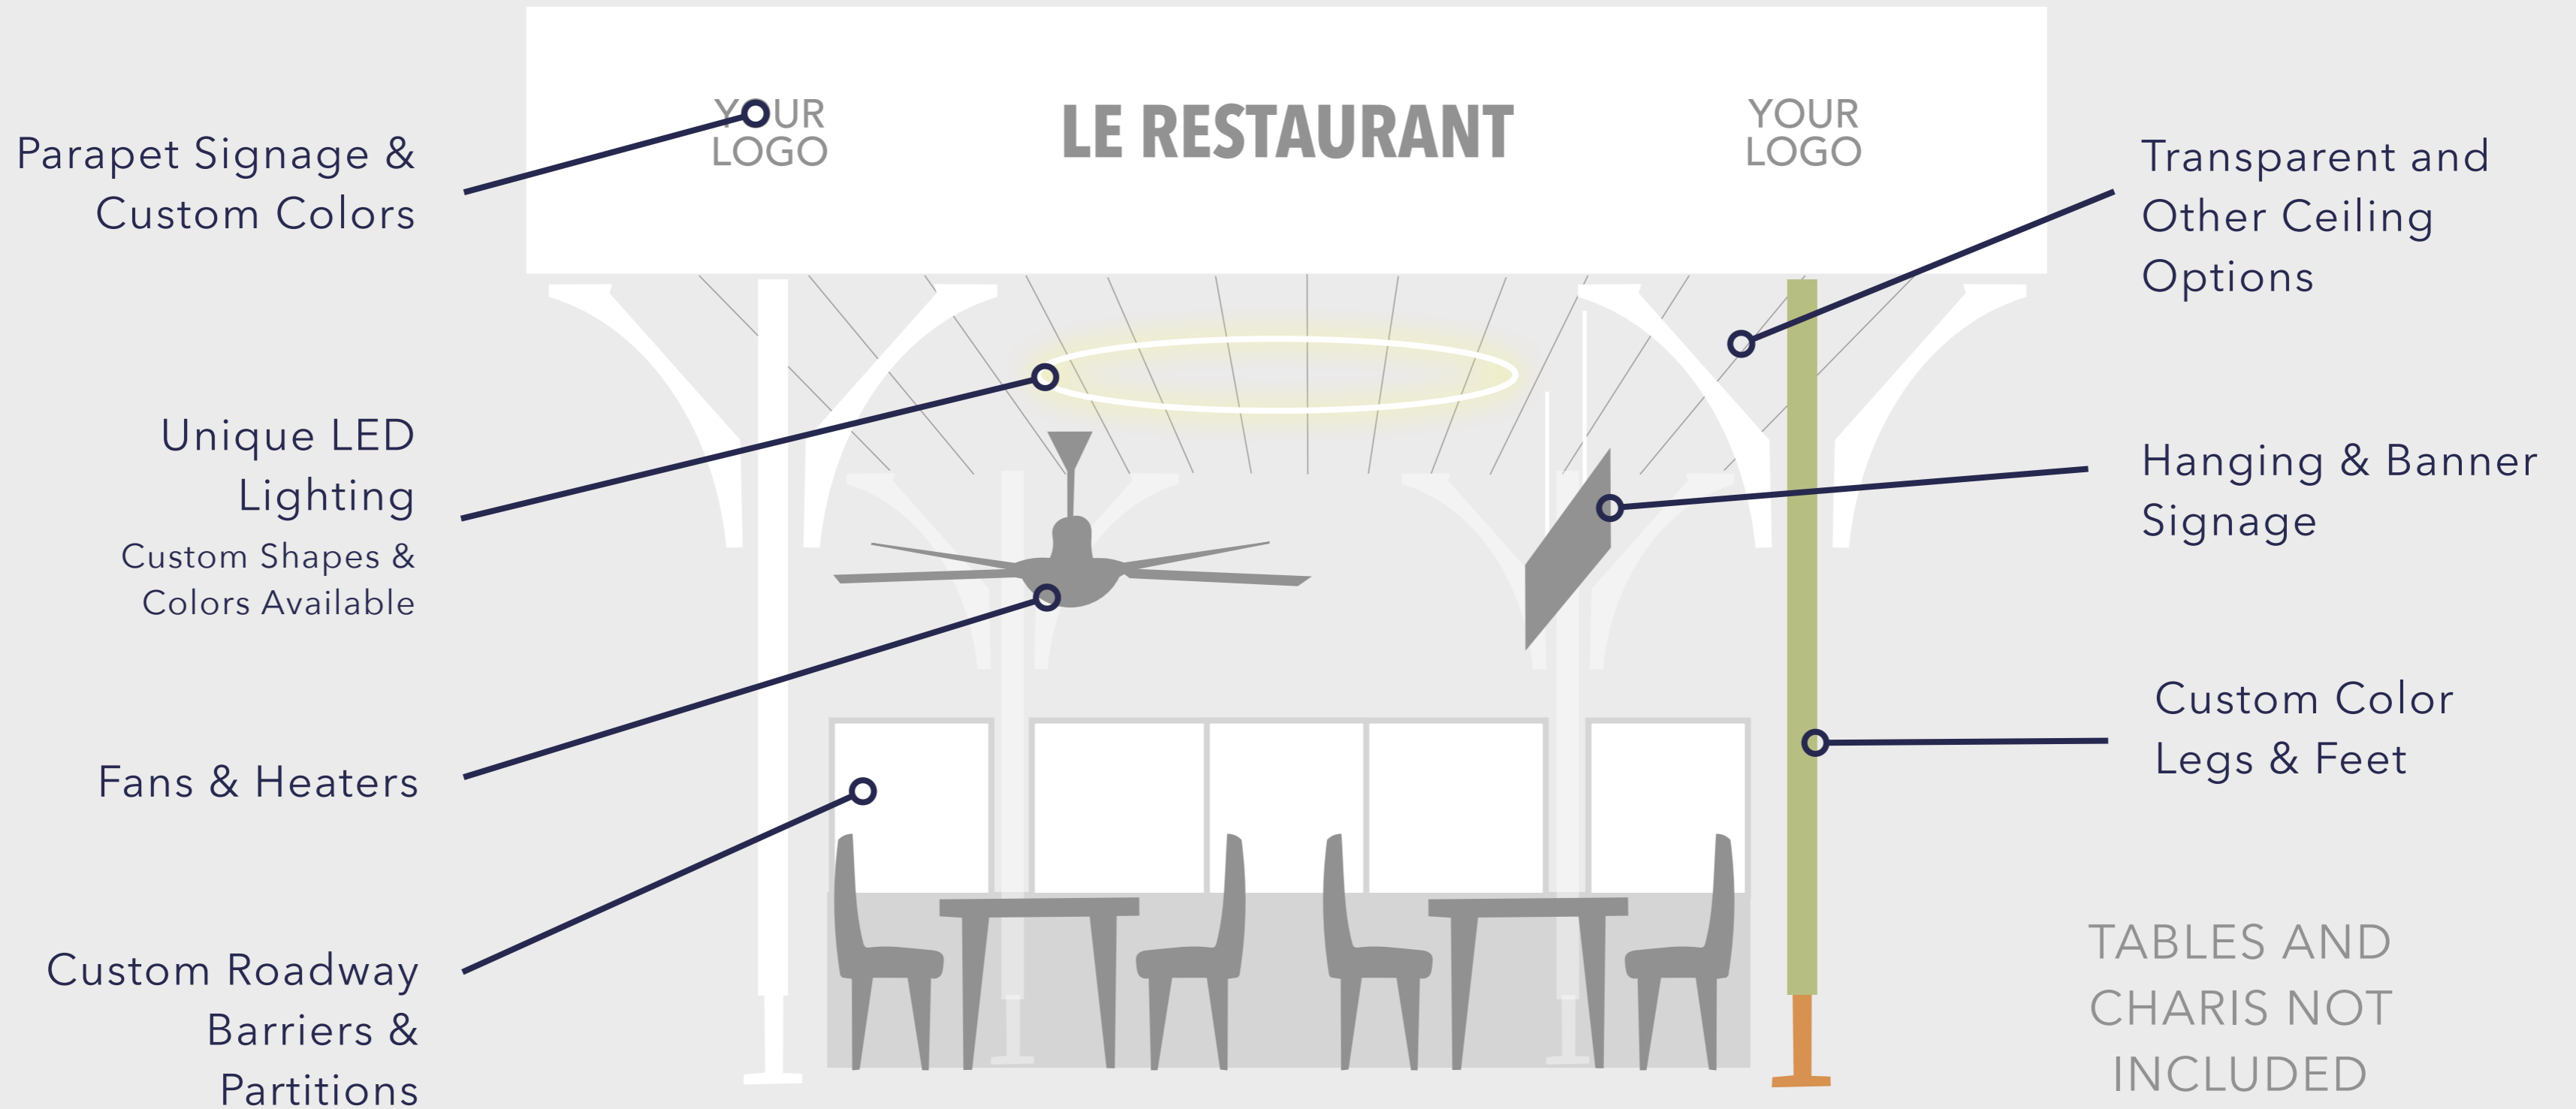 YOUR
LOGO
LE RESTAURANT
YOUR
LOGO
Parapet Signage &
Custom Colors
Unique LED
Lighting
Custom Shapes &
Colors Available
Fans & Heaters
Custom Roadway
Barriers &
Partitions
Transparent and
Other Ceiling
Options
Hanging & Banner
Signage
Custom Color
Legs & Feet
TABLES AND
CHARIS NOT
INCLUDED